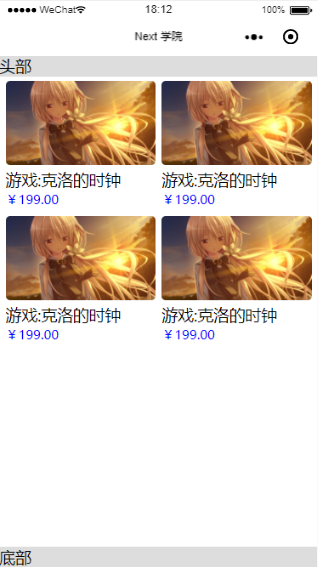 ●●●●● WeChat 18:12 100%
Next 学院
头部
游戏:克洛的时钟 游戏:克洛的时钟
￥199.00 ￥199.00
游戏:克洛的时钟 游戏:克洛的时钟
￥199.00 ￥199.00
底部